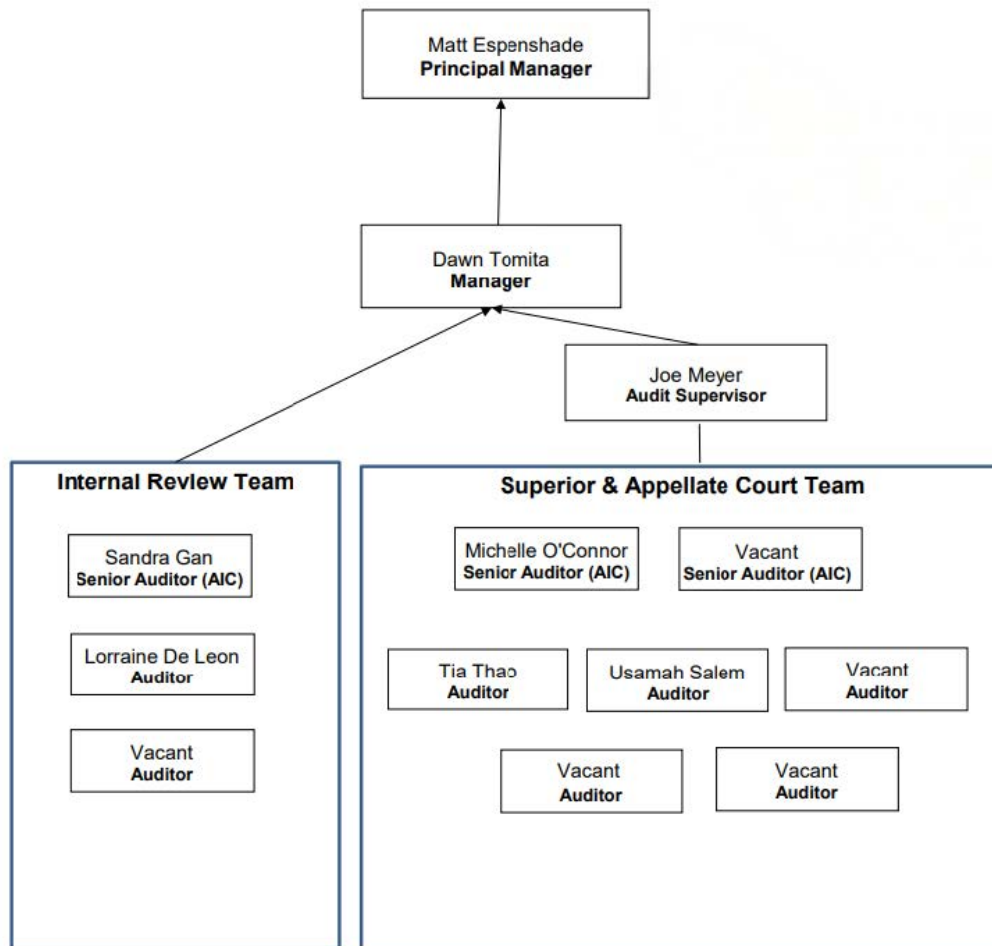 Matt Espenshade
Principal Manager
Dawn Tomita
Manager
Joe Meyer
Audit Supervisor
Internal Review Team
Sandra Gan
Senior Auditor (AIC)
Lorraine De Leon
Auditor
Vacant
Auditor
Superior & Appellate Court Team
Michelle O'Connor
Senior Auditor (AIC)
Vacant
Senior Auditor (AIC)
Tia Thao
Auditor
Usamah Salem
Auditor
Vacant
Auditor
Vacant
Auditor
Vacant
Auditor